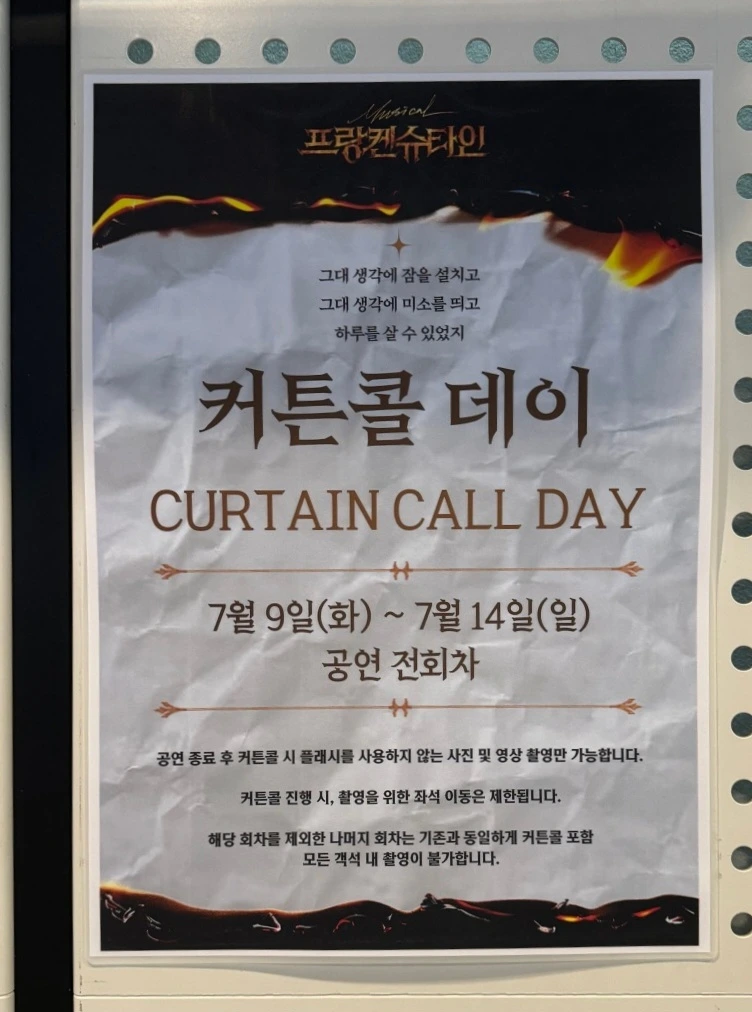 Musical
프랑켄슈타인
그대 생각에 잠을 설치고
그대 생각에 미소를 띄고
하루를 살 수 있었지
커튼콜 데이
CURTAIN CALL DAY
7월 9일(화) ~ 7월 14일(일)
공연 전회차
공연 종료 후 커튼콜 시 플래시를 사용하지 않는 사진 및 영상 촬영만 가능합니다.
커튼콜 진행 시, 촬영을 위한 좌석 이동은 제한됩니다.
해당 회차를 제외한 나머지 회차는 기존과 동일하게 커튼콜 포함
모든 객석 내 촬영이 불가합니다.